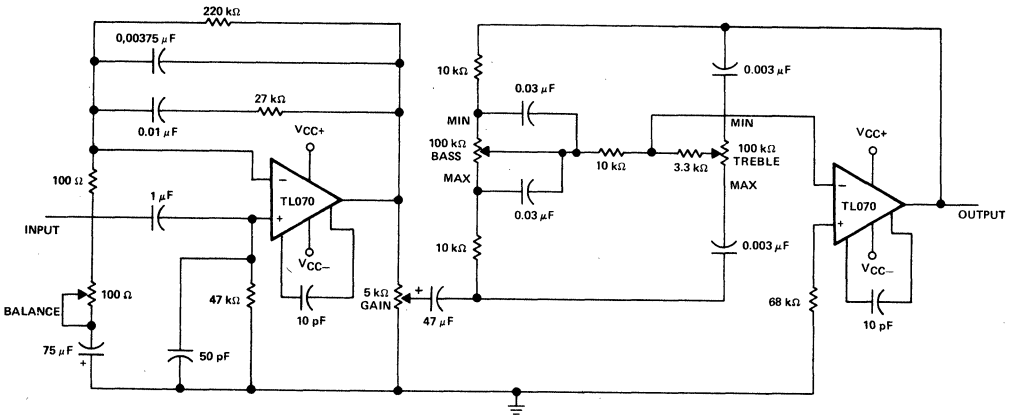 220 kΩ
0,00375 µF
27 kΩ
0.01 µF
VCC+
100 Ω
1 µF
−
TL070
+
INPUT
VCC−
100 Ω
BALANCE
47 kΩ
10 pF
5 kΩ
GAIN
+
47 µF
75 µF
+
50 pF
10 kΩ
0.03 µF
MIN
100 kΩ
BASS
MAX
0.03 µF
10 kΩ
10 kΩ
3.3 kΩ
0.003 µF
MIN
100 kΩ
TREBLE
MAX
0.003 µF
VCC+
−
TL070
+
OUTPUT
VCC−
68 kΩ
10 pF